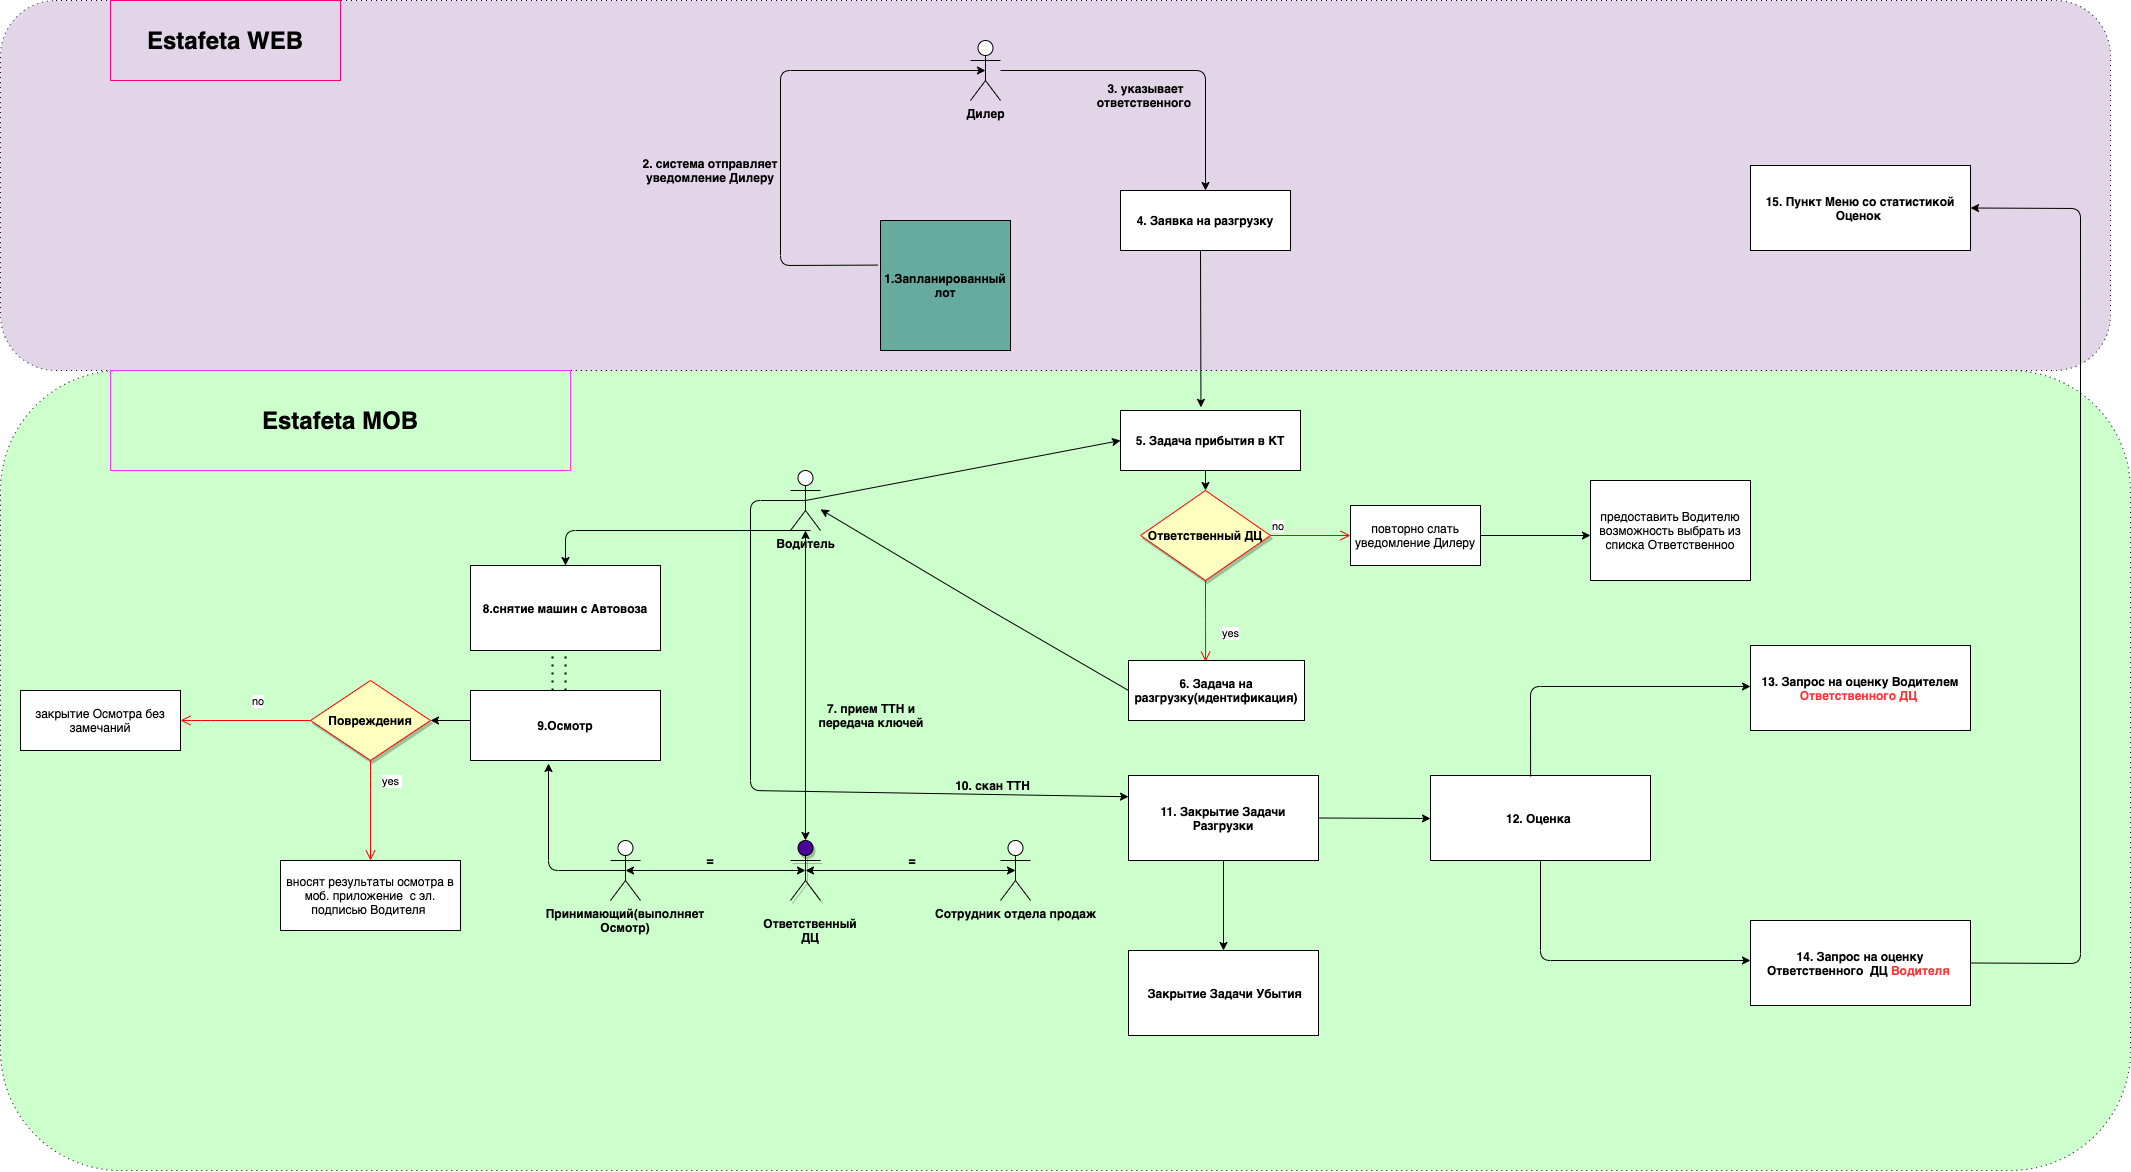 Estafeta WEB
Дилер
3. указывает
ответственного
2. система отправляет
уведомление Дилеру
4. Заявка на разгрузку
15. Пункт Меню со статистикой
Оценок
1.Запланированный
лот
Estafeta MOB
5. Задача прибытия в КТ
Водитель
Ответственный ДЦ
no
повторно слать
уведомление Дилеру
предоставить Водителю
возможность выбрать из
списка Ответственноо
yes
8.снятие машин с Автовоза
6. Задача на
разгрузку(идентификация)
13. Запрос на оценку Водителем
Ответственного ДЦ
закрытие Осмотра без
замечаний
no
Повреждения
9.Осмотр
7. прием ТТН и
передача ключей
yes
10. скан ТТН
11. Закрытие Задачи
Разгрузки
12. Оценка
вносят результаты осмотра в
моб. приложение с эл.
подписью Водителя
=
=
Принимающий(выполняет
Осмотр)
Ответственный
ДЦ
Сотрудник отдела продаж
14. Запрос на оценку
Ответственного ДЦ Водителя
Закрытие Задачи Убытия